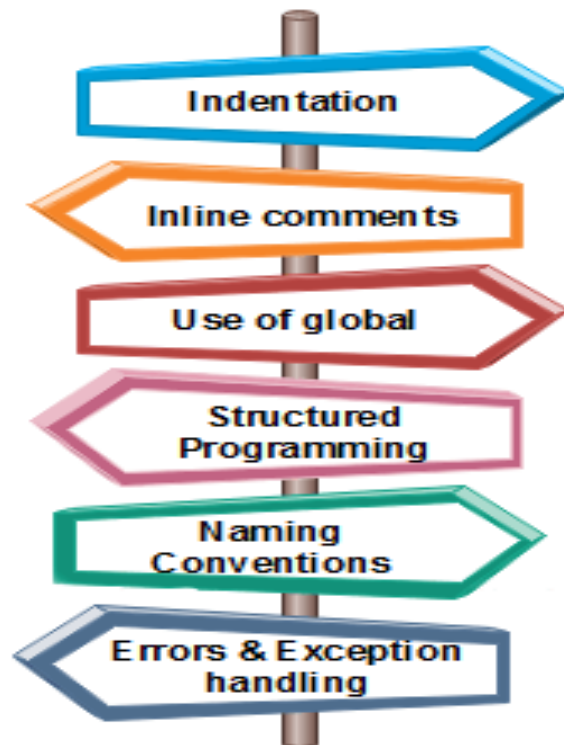 Indentation
Inline comments
Use of global
Structured
Programming
Naming
Conventions
Errors & Exception
handling